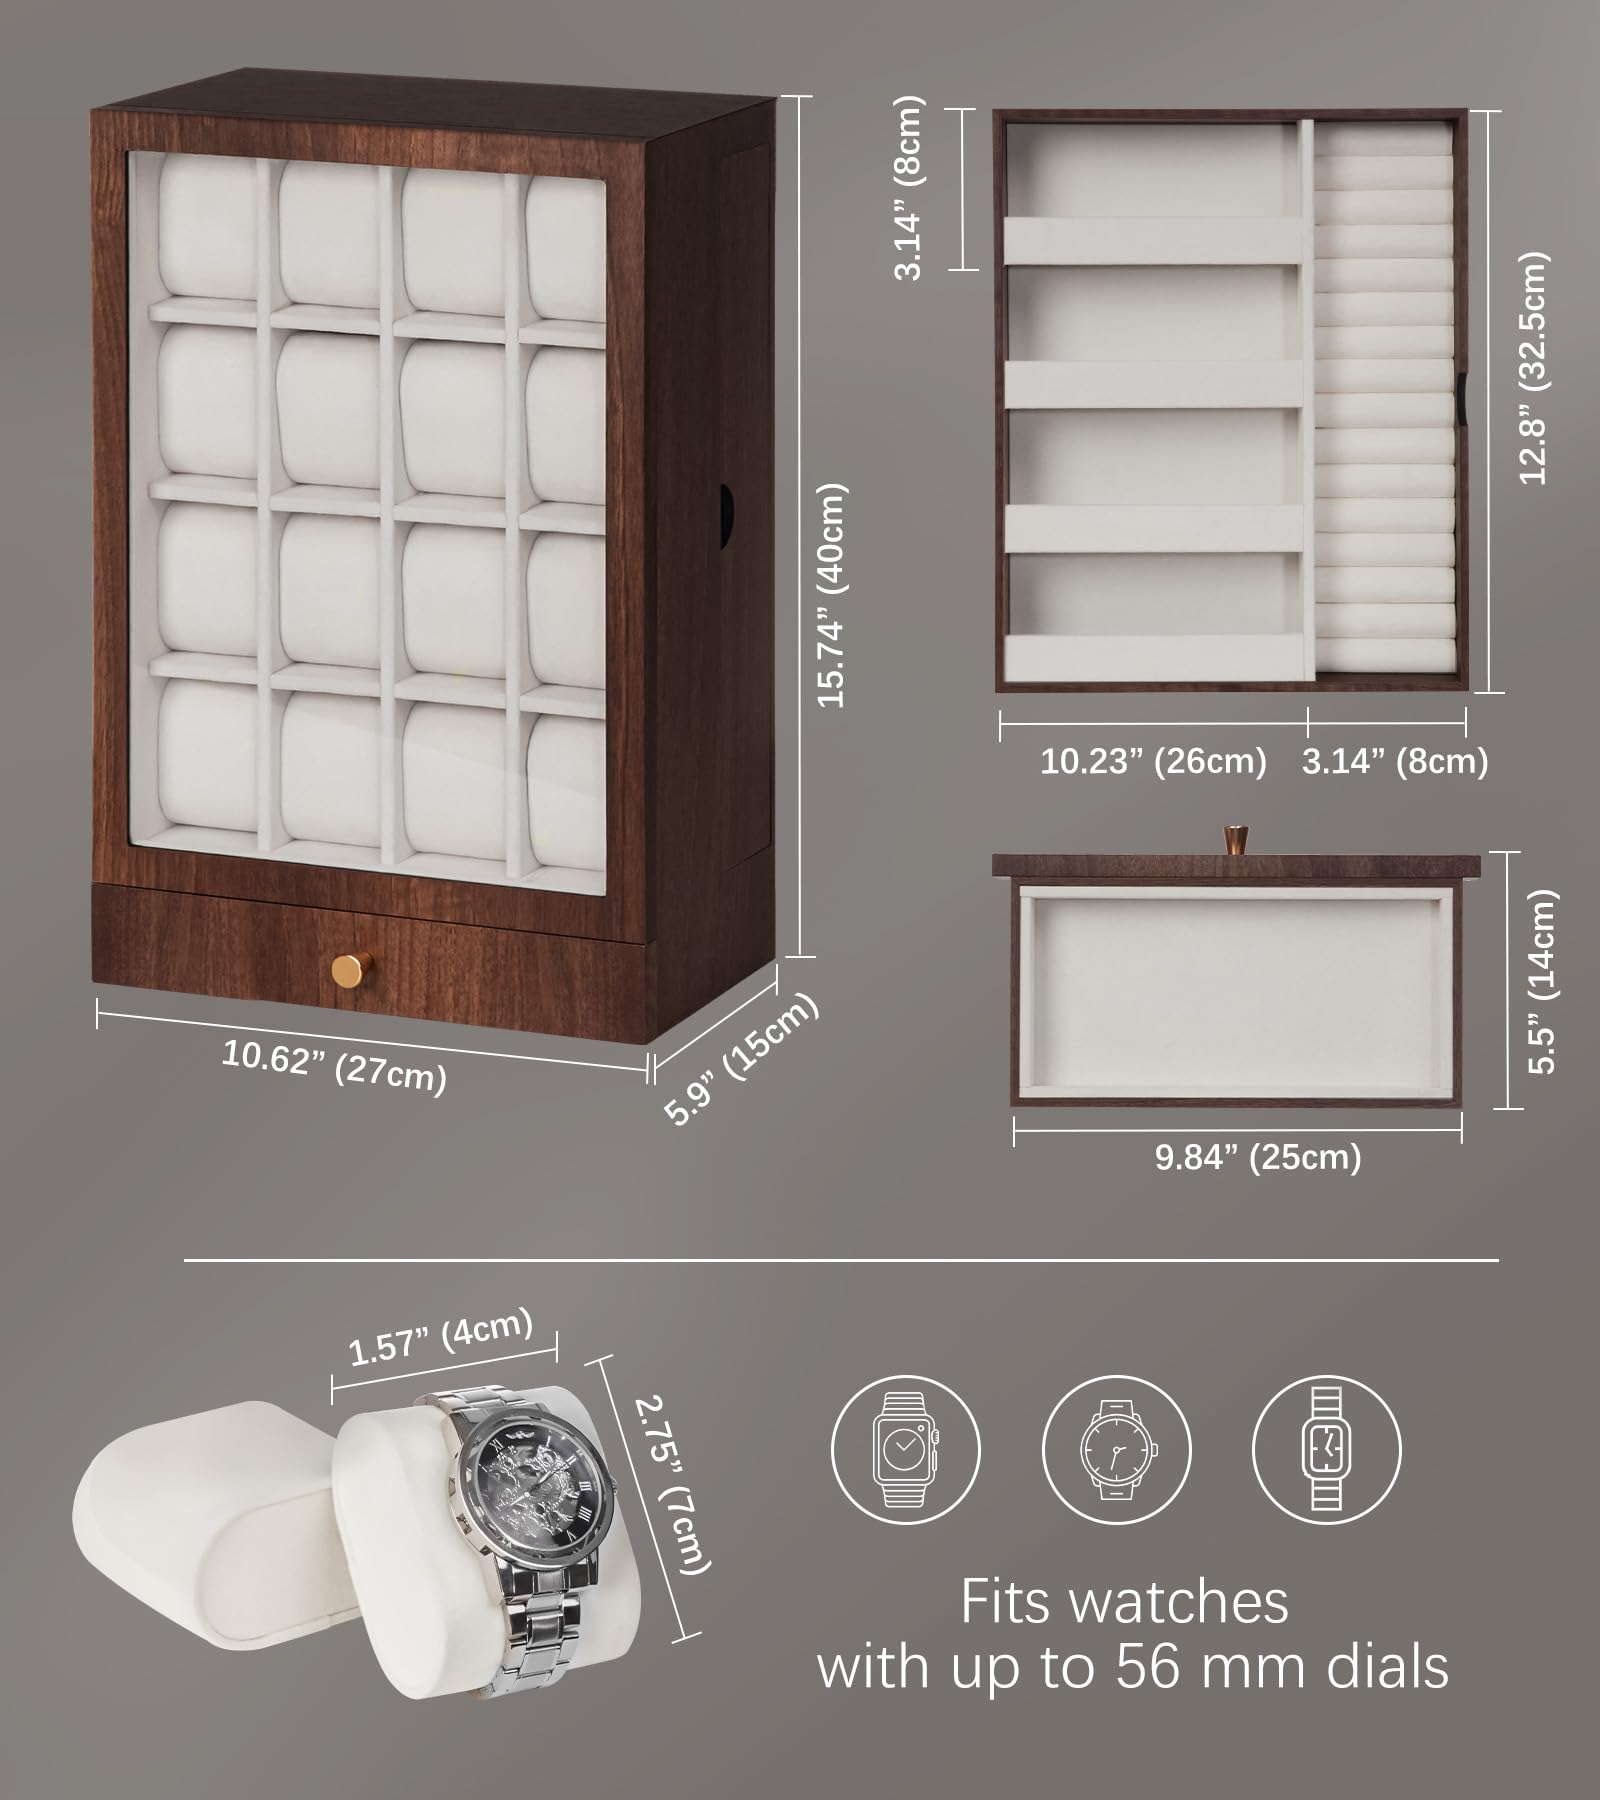 3.14” (8cm)
12.8” (32.5cm)
15.74” (40cm)
10.23” (26cm) 3.14” (8cm)
5.5” (14cm)
10.62” (27cm)
5.9” (15cm)
9.84” (25cm)
1.57” (4cm)
2.75” (7cm)
Fits watches
with up to 56 mm dials